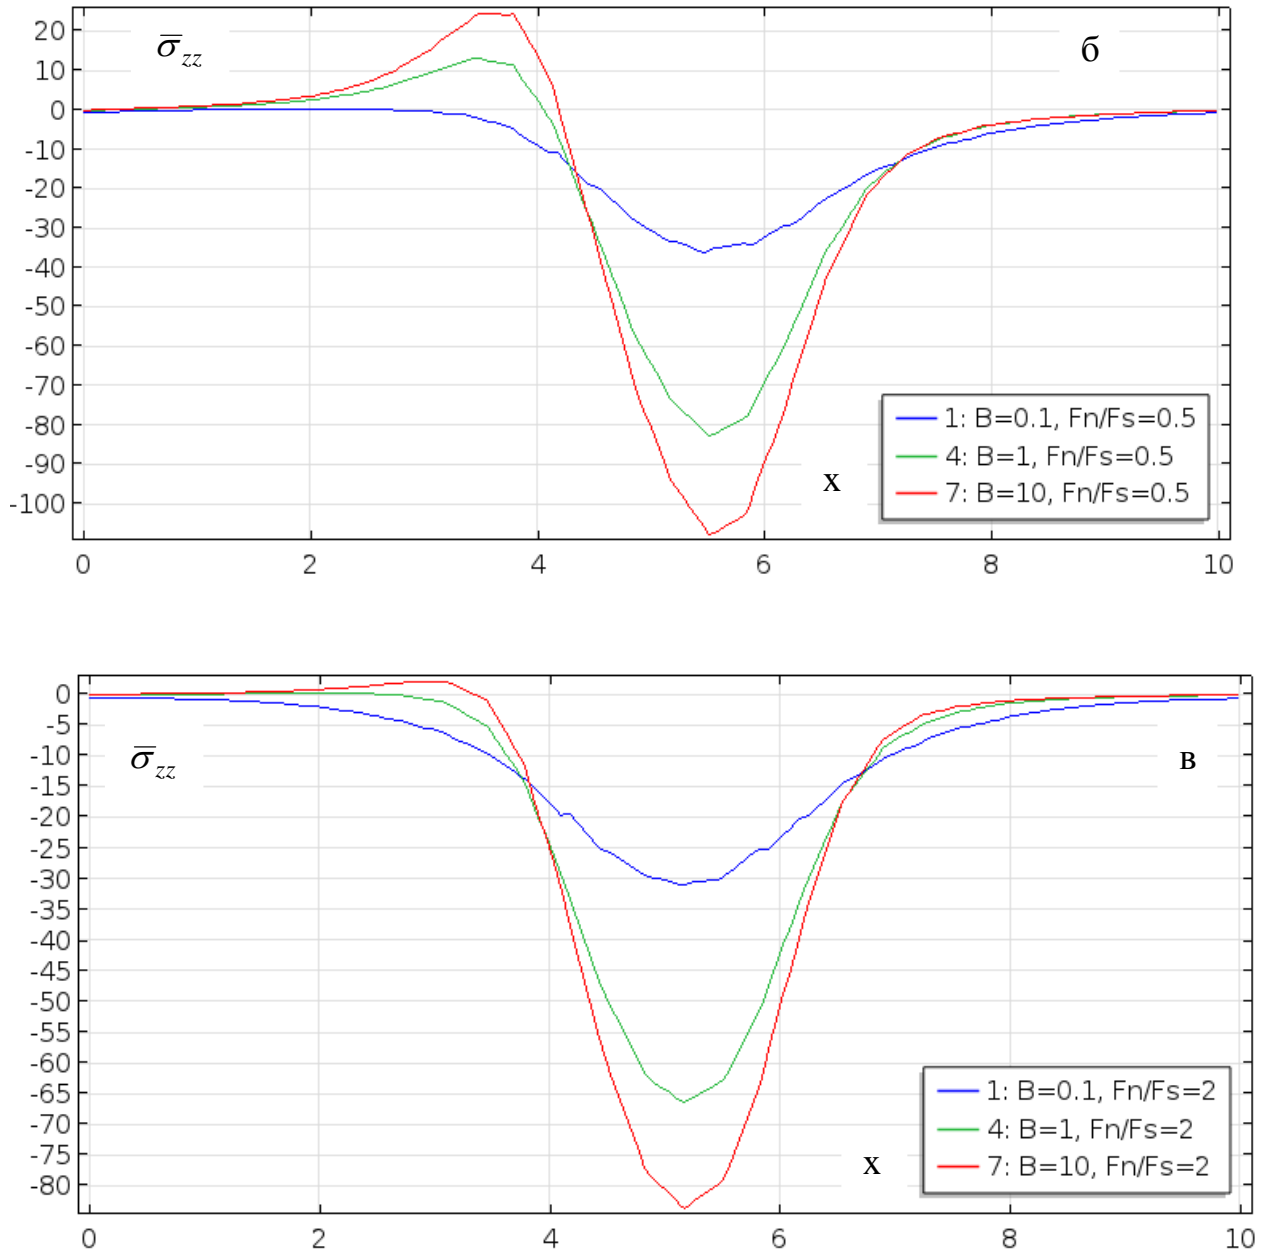 20
σ̅zz
б
10
0
-10
-20
-30
-40
-50
-60
-70
-80
-90
-100
1: B=0.1, Fn/Fs=0.5
4: B=1, Fn/Fs=0.5
7: B=10, Fn/Fs=0.5
x
0 2 4 6 8 10
0
-5
-10
σ̅zz
в
-15
-20
-25
-30
-35
-40
-45
-50
-55
-60
-65
-70
-75
-80
1: B=0.1, Fn/Fs=2
4: B=1, Fn/Fs=2
7: B=10, Fn/Fs=2
x
0 2 4 6 8 10